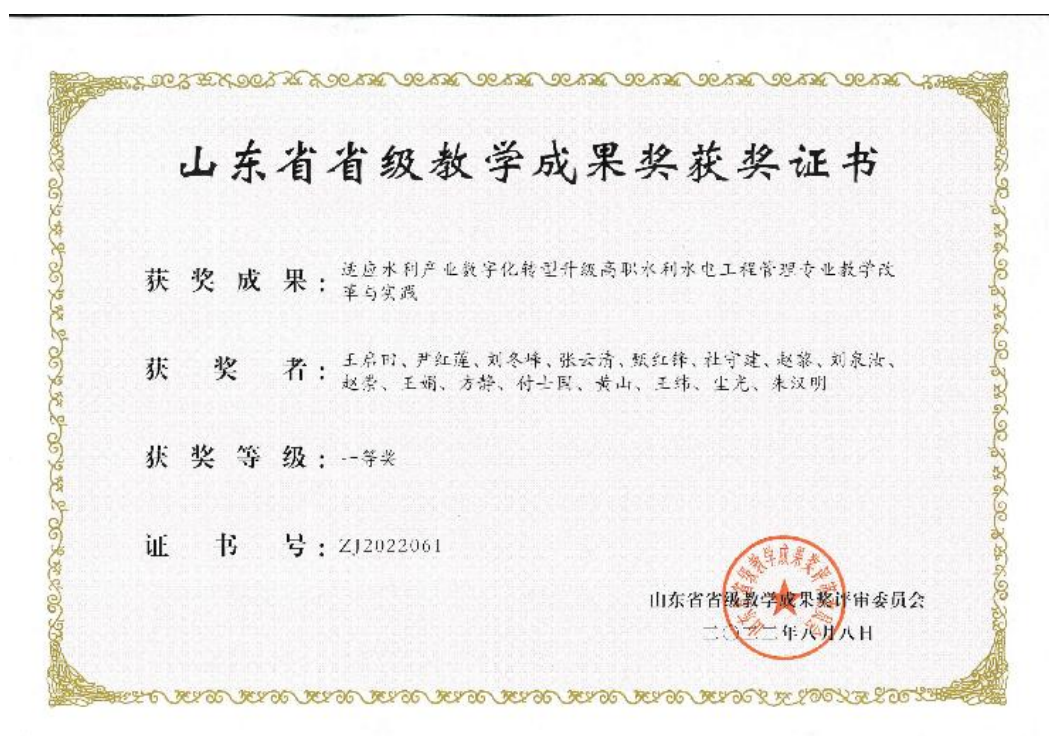 山东省省级教学成果奖获奖证书
获奖成果：适应水利产业数字化转型升级高职水利水电工程管理专业教学改
革与实践
获奖者：王启田、尹红莲、刘冬峰、张云清、甄红锋、杜守建、赵黎、刘泉汝、
赵崇、王娟、方静、付士国、黄山、王纬、尘光、朱汉明
获奖等级：一等奖
证书号：ZJ2022061
山东省省级教学成果奖评审委员会
二〇二二年八月八日